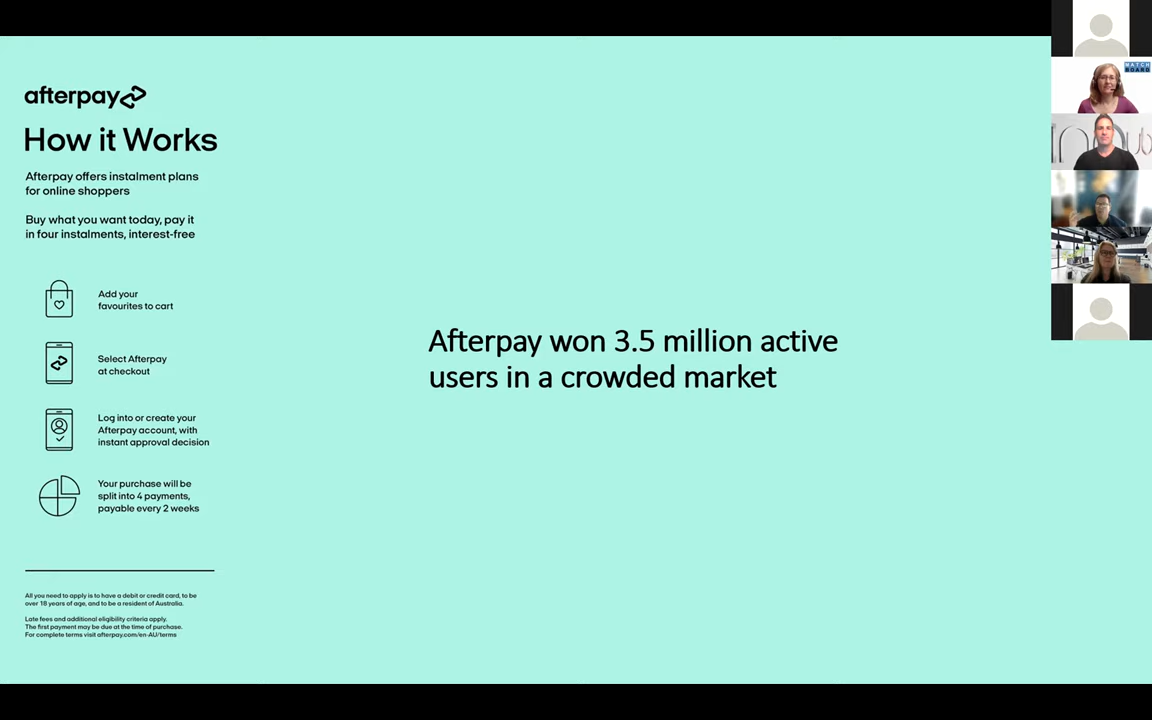 afterpay
How it Works
Afterpay offers instalment plans
for online shoppers
Buy what you want today, pay it
in four instalments, interest-free
Add your
favourites to cart
Select Afterpay
at checkout
Log into or create your
Afterpay account, with
instant approval decision
Your purchase will be
split into 4 payments,
payable every 2 weeks
All you need to apply is to have a debit or credit card, to be
over 18 years of age, and to be a resident of Australia.
Late fees and additional eligibility criteria apply.
The first payment may be due at the time of purchase.
For complete terms visit afterpay.com/en-AU/terms
Afterpay won 3.5 million active
users in a crowded market
MATCH
BOARD